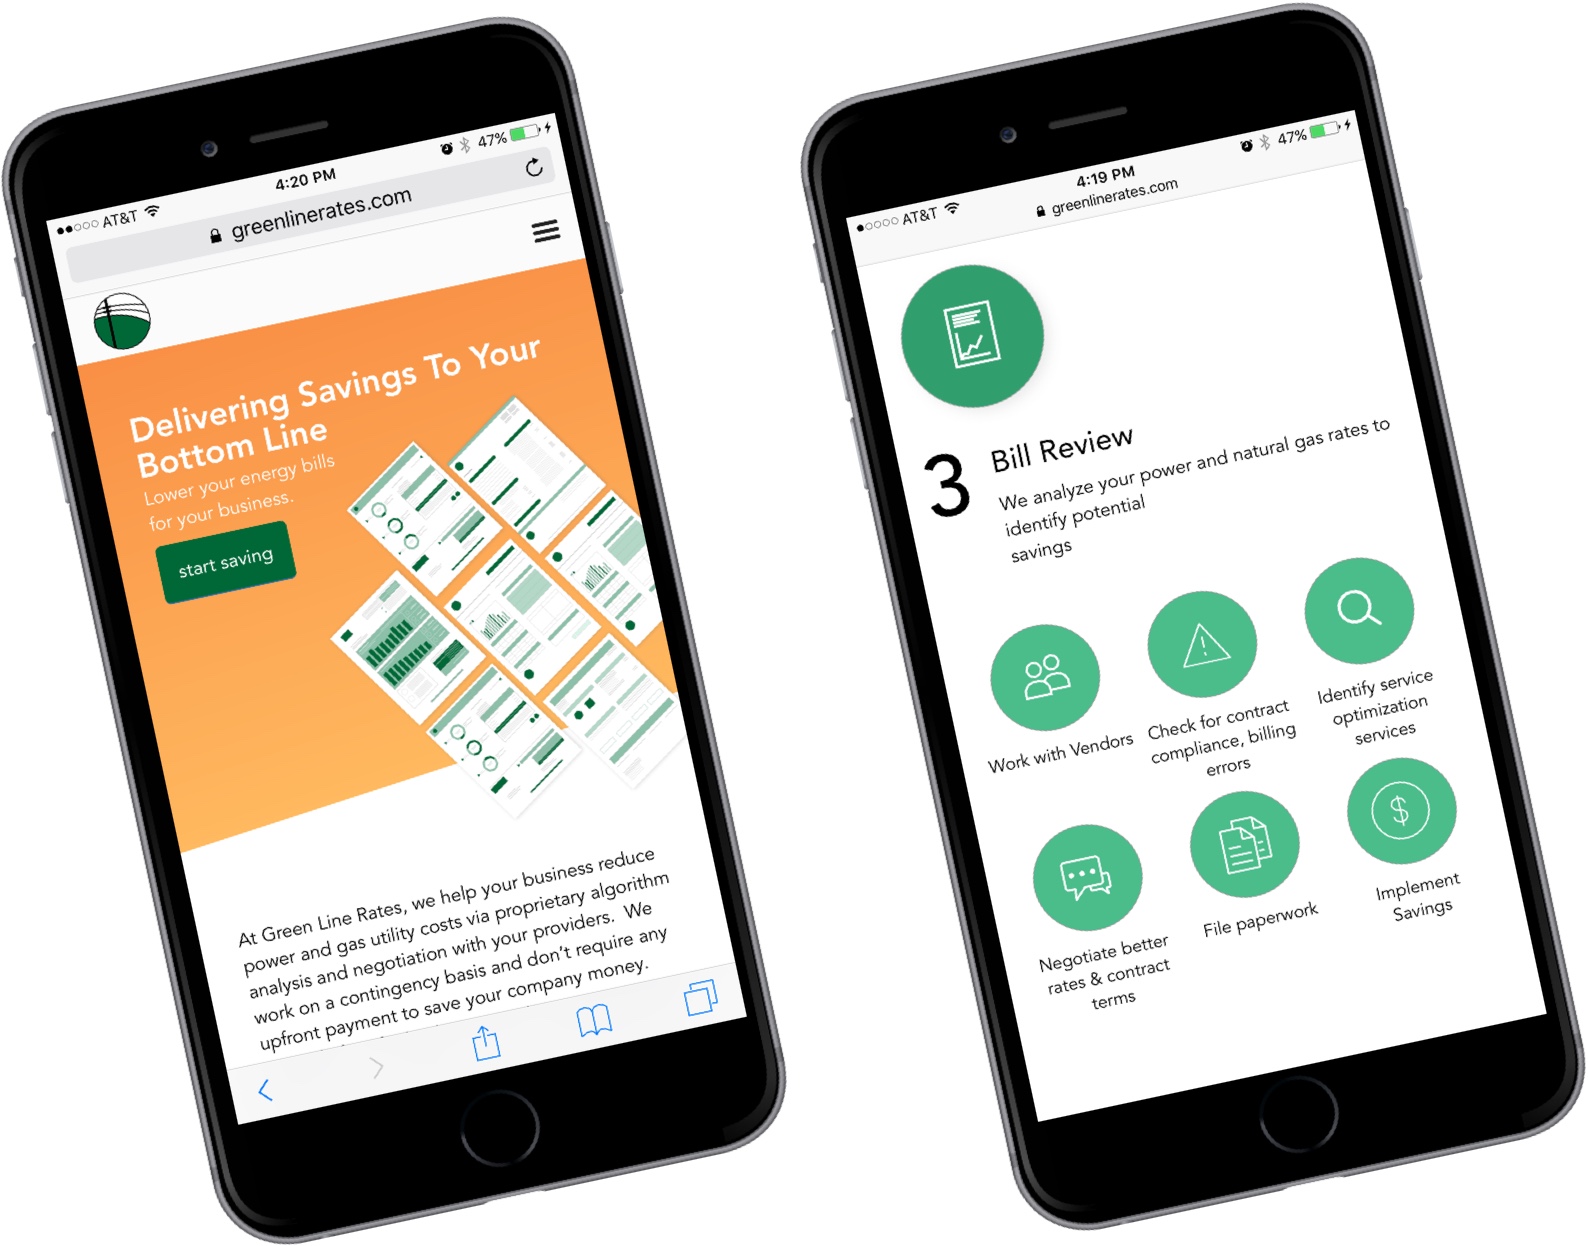 AT&T
4:20 PM
47%
greenlinerates.com
Delivering Savings To Your
Bottom Line
Lower your energy bills
for your business.
start saving
At Green Line Rates, we help your business reduce
power and gas utility costs via proprietary algorithm
analysis and negotiation with your providers.  We
work on a contingency basis and don't require any
upfront payment to save your company money.
AT&T
4:19 PM
47%
greenlinerates.com
3
Bill Review
We analyze your power and natural gas rates to
identify potential
savings
Work with Vendors
Check for contract
compliance, billing
errors
Identify service
optimization
services
Negotiate better
rates & contract
terms
File paperwork
Implement
Savings